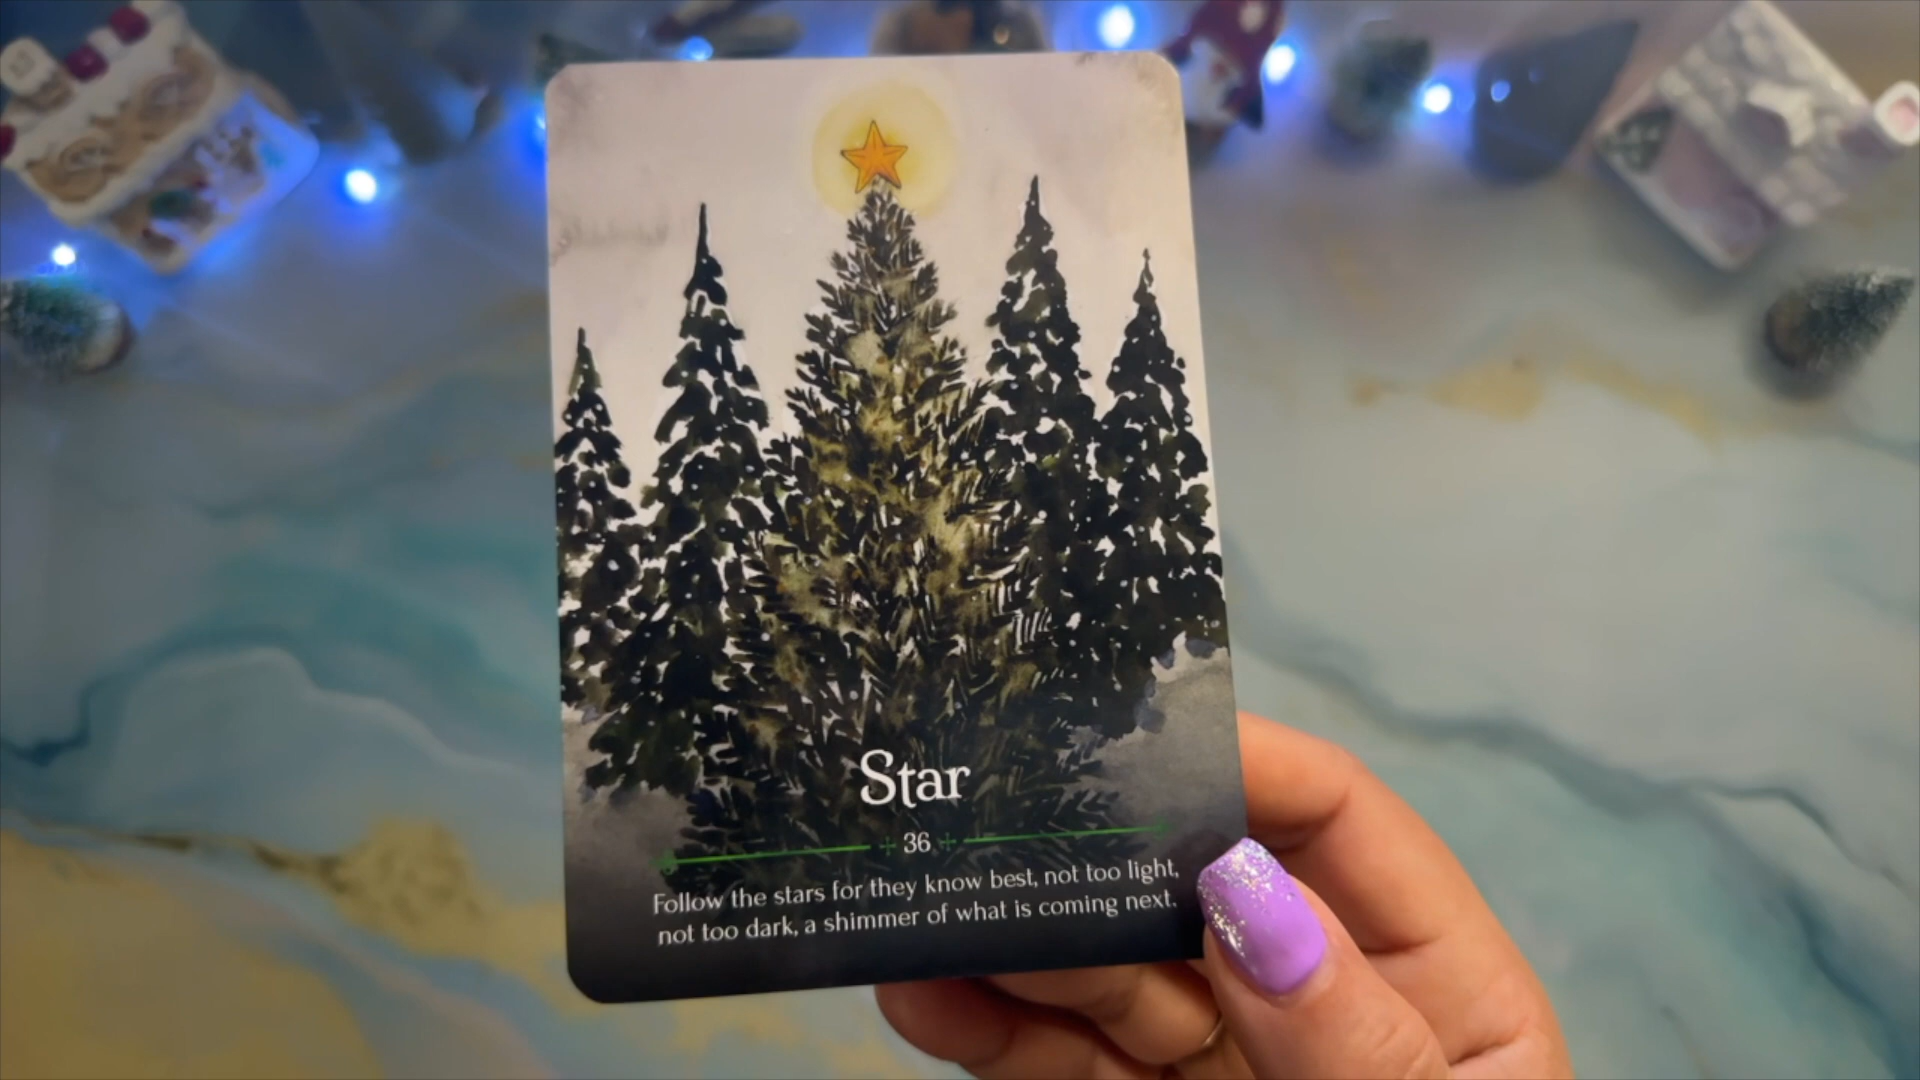 Star
36
Follow the stars for they know best, not too light,
not too dark, a shimmer of what is coming next.